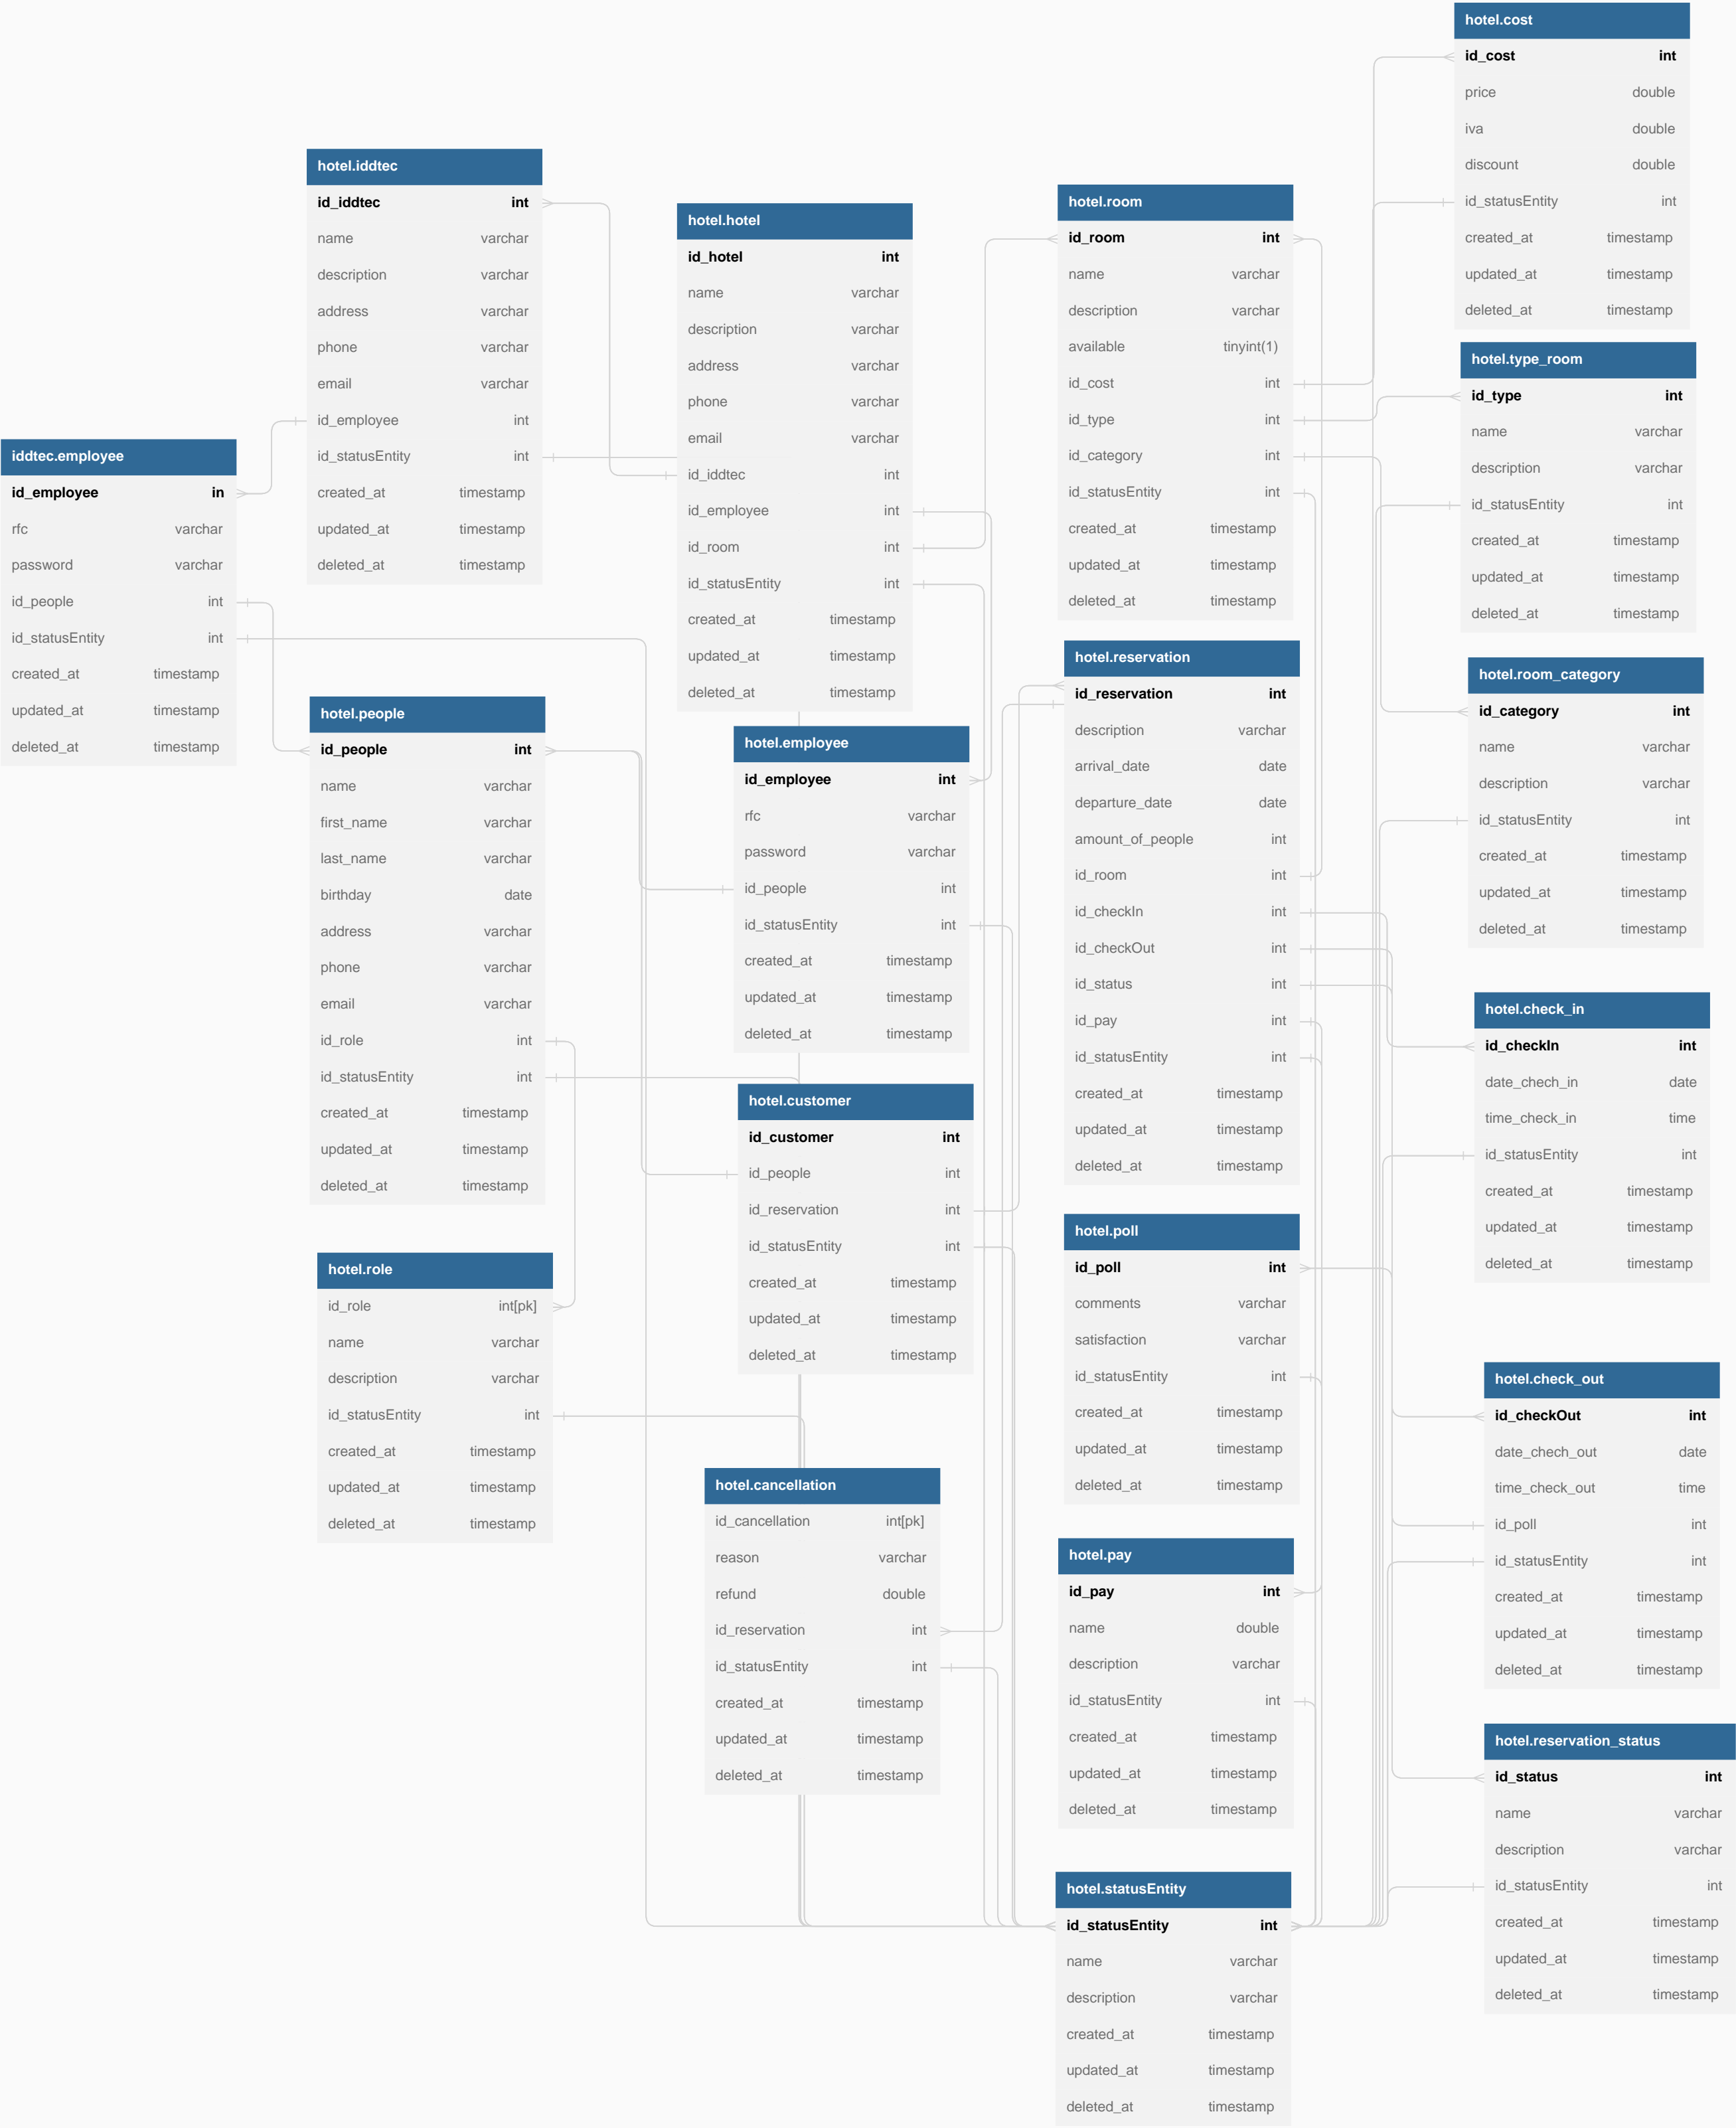 hotel.cost
id_cost int
price double
iva double
discount double
id_statusEntity int
created_at timestamp
updated_at timestamp
deleted_at timestamp
hotel.iddtec
id_iddtec int
name varchar
description varchar
address varchar
phone varchar
email varchar
id_employee int
id_statusEntity int
created_at timestamp
updated_at timestamp
deleted_at timestamp
hotel.hotel
id_hotel int
name varchar
description varchar
address varchar
phone varchar
email varchar
id_iddtec int
id_employee int
id_room int
id_statusEntity int
created_at timestamp
updated_at timestamp
deleted_at timestamp
hotel.room
id_room int
name varchar
description varchar
available tinyint(1)
id_cost int
id_type int
id_category int
id_statusEntity int
created_at timestamp
updated_at timestamp
deleted_at timestamp
hotel.type_room
id_type int
name varchar
description varchar
id_statusEntity int
created_at timestamp
updated_at timestamp
deleted_at timestamp
iddtec.employee
id_employee in
rfc varchar
password varchar
id_people int
id_statusEntity int
created_at timestamp
updated_at timestamp
deleted_at timestamp
hotel.people
id_people int
name varchar
first_name varchar
last_name varchar
birthday date
address varchar
phone varchar
email varchar
id_role int
id_statusEntity int
created_at timestamp
updated_at timestamp
deleted_at timestamp
hotel.employee
id_employee int
rfc varchar
password varchar
id_people int
id_statusEntity int
created_at timestamp
updated_at timestamp
deleted_at timestamp
hotel.reservation
id_reservation int
description varchar
arrival_date date
departure_date date
amount_of_people int
id_room int
id_checkIn int
id_checkOut int
id_status int
id_pay int
id_statusEntity int
created_at timestamp
updated_at timestamp
deleted_at timestamp
hotel.room_category
id_category int
name varchar
description varchar
id_statusEntity int
created_at timestamp
updated_at timestamp
deleted_at timestamp
hotel.check_in
id_checkIn int
date_chech_in date
time_check_in time
id_statusEntity int
created_at timestamp
updated_at timestamp
deleted_at timestamp
hotel.customer
id_customer int
id_people int
id_reservation int
id_statusEntity int
created_at timestamp
updated_at timestamp
deleted_at timestamp
hotel.role
id_role int[pk]
name varchar
description varchar
id_statusEntity int
created_at timestamp
updated_at timestamp
deleted_at timestamp
hotel.poll
id_poll int
comments varchar
satisfaction varchar
id_statusEntity int
created_at timestamp
updated_at timestamp
deleted_at timestamp
hotel.check_out
id_checkOut int
date_chech_out date
time_check_out time
id_poll int
id_statusEntity int
created_at timestamp
updated_at timestamp
deleted_at timestamp
hotel.cancellation
id_cancellation int[pk]
reason varchar
refund double
id_reservation int
id_statusEntity int
created_at timestamp
updated_at timestamp
deleted_at timestamp
hotel.pay
id_pay int
name double
description varchar
id_statusEntity int
created_at timestamp
updated_at timestamp
deleted_at timestamp
hotel.reservation_status
id_status int
name varchar
description varchar
id_statusEntity int
created_at timestamp
updated_at timestamp
deleted_at timestamp
hotel.statusEntity
id_statusEntity int
name varchar
description varchar
created_at timestamp
updated_at timestamp
deleted_at timestamp